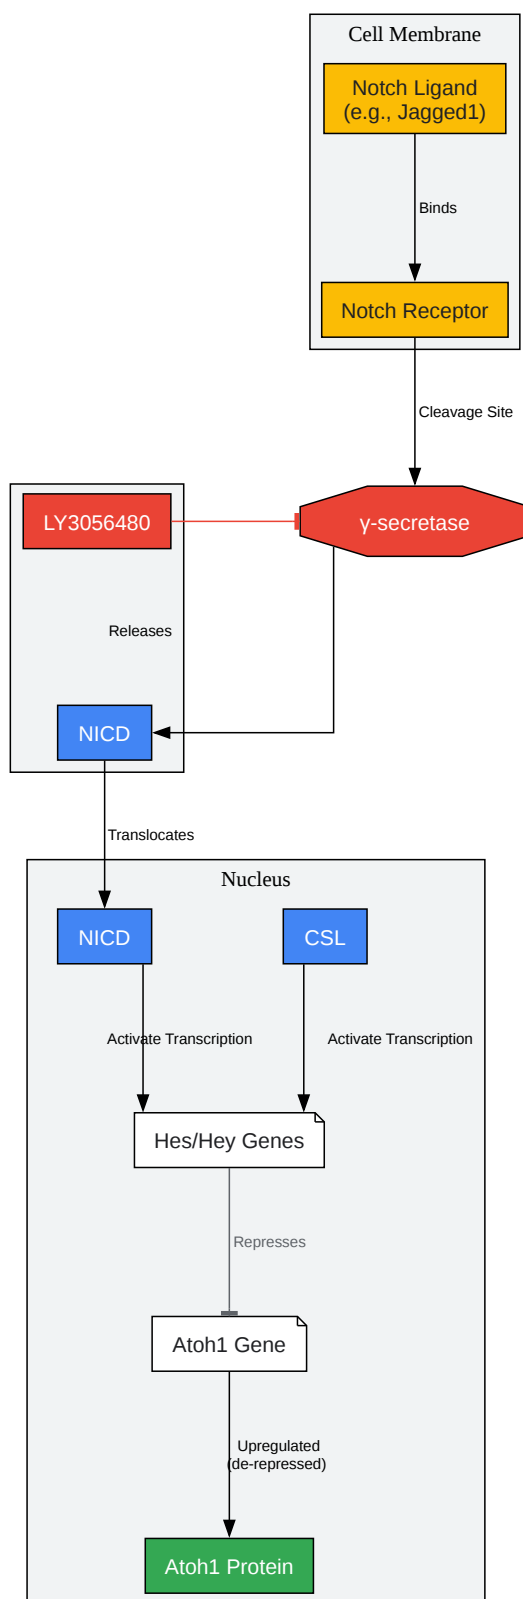 Cell Membrane
Notch Ligand
(e.g., Jagged1)
Binds
Notch Receptor
Cleavage Site
LY3056480
γ-secretase
Releases
NICD
Translocates
Nucleus
NICD
CSL
Activate Transcription
Activate Transcription
Hes/Hey Genes
Represses
Atoh1 Gene
Upregulated
(de-repressed)
Atoh1 Protein